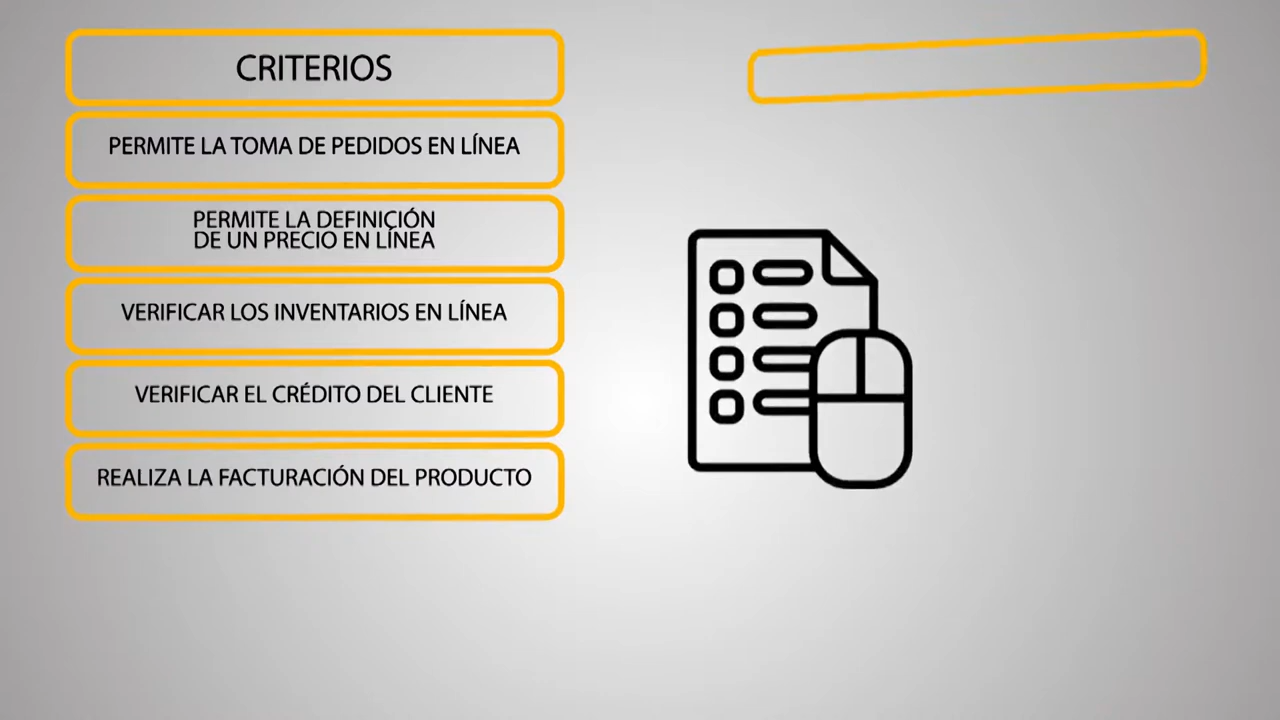 CRITERIOS
PERMITE LA TOMA DE PEDIDOS EN LÍNEA
PERMITE LA DEFINICIÓN
DE UN PRECIO EN LÍNEA
VERIFICAR LOS INVENTARIOS EN LÍNEA
VERIFICAR EL CRÉDITO DEL CLIENTE
REALIZA LA FACTURACIÓN DEL PRODUCTO